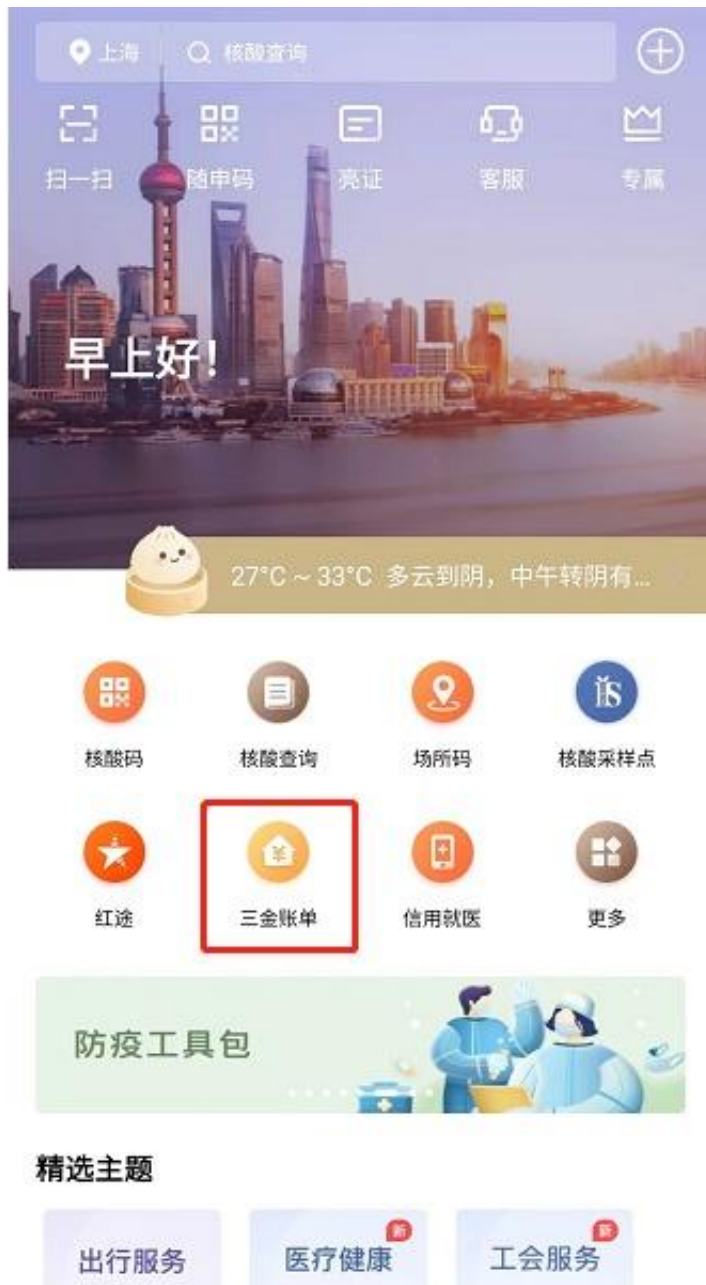 上海 核酸查询
扫一扫 随申码 亮证 客服 专属
早上好!
27°C ~ 33°C 多云到阴，中午转阴有...
核酸码 核酸查询 场所码 核酸采样点
红途 三金账单 信用就医 更多
防疫工具包
精选主题
新 新
出行服务 医疗健康 工会服务